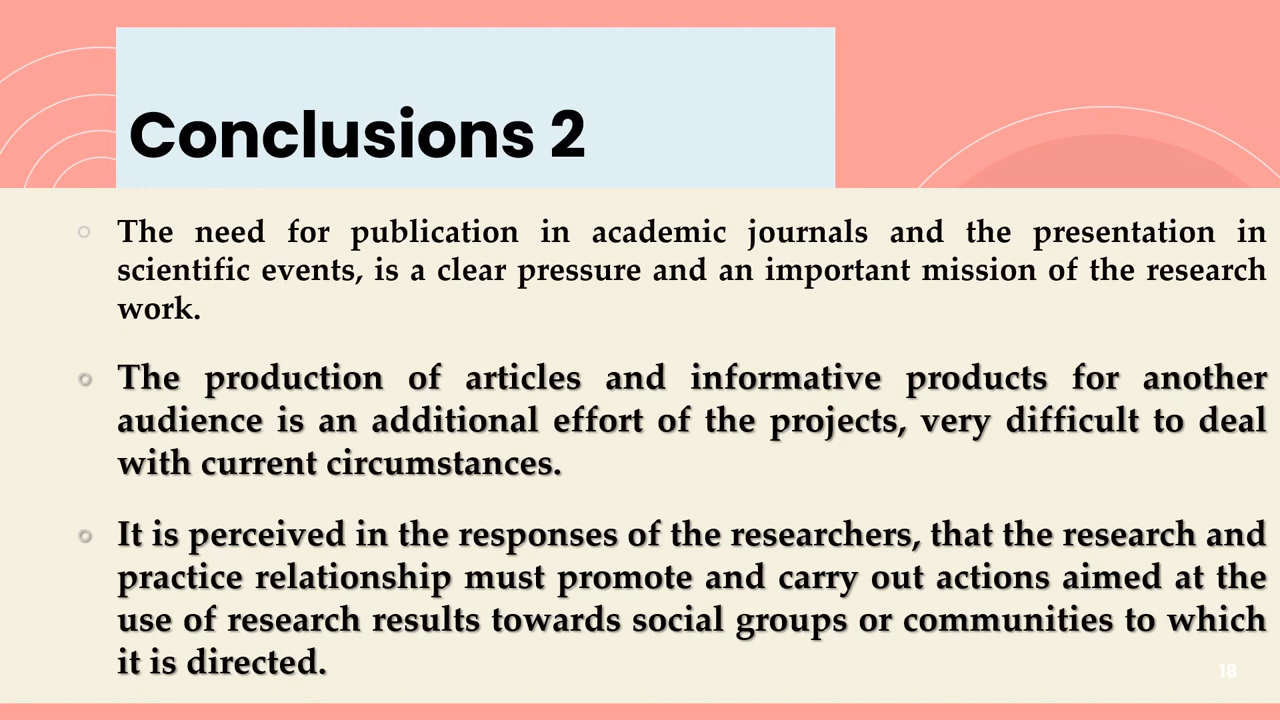 Conclusions 2
The need for publication in academic journals and the presentation in
scientific events, is a clear pressure and an important mission of the research
work.
The production of articles and informative products for another
audience is an additional effort of the projects, very difficult to deal
with current circumstances.
It is perceived in the responses of the researchers, that the research and
practice relationship must promote and carry out actions aimed at the
use of research results towards social groups or communities to which
it is directed.
18